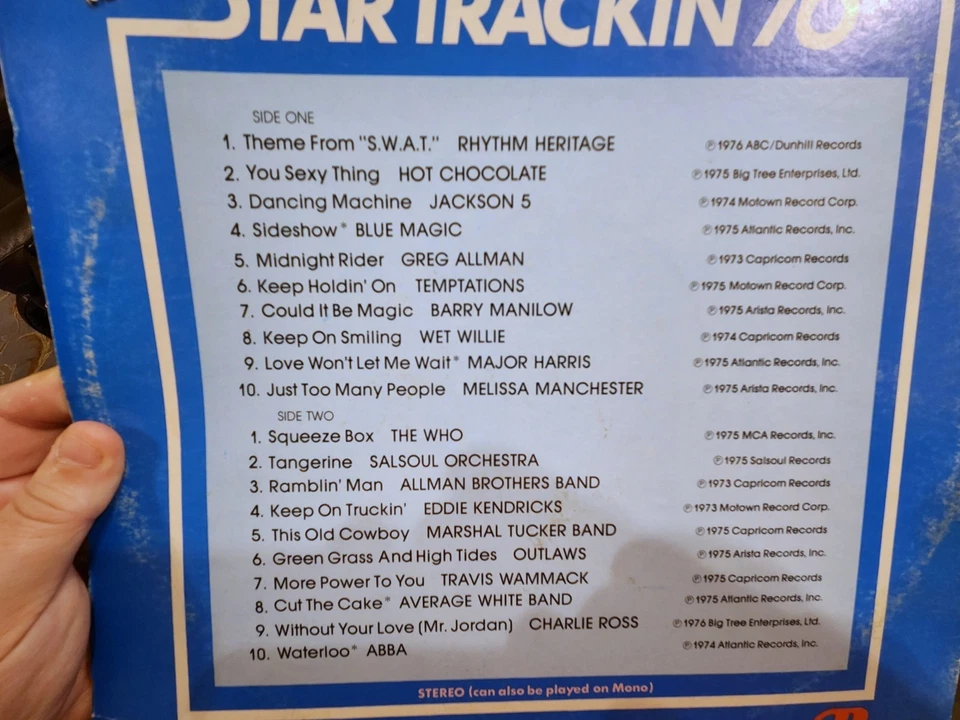 STAR TRACKIN' 76
SIDE ONE
1. Theme From "S.W.A.T." RHYTHM HERITAGE ℗ 1976 ABC/Dunhill Records
2. You Sexy Thing HOT CHOCOLATE ℗ 1975 Big Tree Enterprises, Ltd.
3. Dancing Machine JACKSON 5 ℗ 1974 Motown Record Corp.
4. Sideshow* BLUE MAGIC ℗ 1975 Atlantic Records, Inc.
5. Midnight Rider GREG ALLMAN ℗ 1973 Capricorn Records
6. Keep Holdin' On TEMPTATIONS ℗ 1975 Motown Record Corp.
7. Could It Be Magic BARRY MANILOW ℗ 1975 Arista Records, Inc.
8. Keep On Smiling WET WILLIE ℗ 1974 Capricorn Records
9. Love Won't Let Me Wait* MAJOR HARRIS ℗ 1975 Atlantic Records, Inc.
10. Just Too Many People MELISSA MANCHESTER ℗ 1975 Arista Records, Inc.
SIDE TWO
1. Squeeze Box THE WHO ℗ 1975 MCA Records, Inc.
2. Tangerine SALSOUL ORCHESTRA ℗ 1975 Salsoul Records
3. Ramblin' Man ALLMAN BROTHERS BAND ℗ 1973 Capricorn Records
4. Keep On Truckin' EDDIE KENDRICKS ℗ 1973 Motown Record Corp.
5. This Old Cowboy MARSHAL TUCKER BAND ℗ 1975 Capricorn Records
6. Green Grass And High Tides OUTLAWS ℗ 1975 Arista Records, Inc.
7. More Power To You TRAVIS WAMMACK ℗ 1975 Capricorn Records
8. Cut The Cake* AVERAGE WHITE BAND ℗ 1975 Atlantic Records, Inc.
9. Without Your Love (Mr. Jordan) CHARLIE ROSS ℗ 1976 Big Tree Enterprises, Ltd.
10. Waterloo* ABBA ℗ 1974 Atlantic Records, Inc.
STEREO (can also be played on Mono)